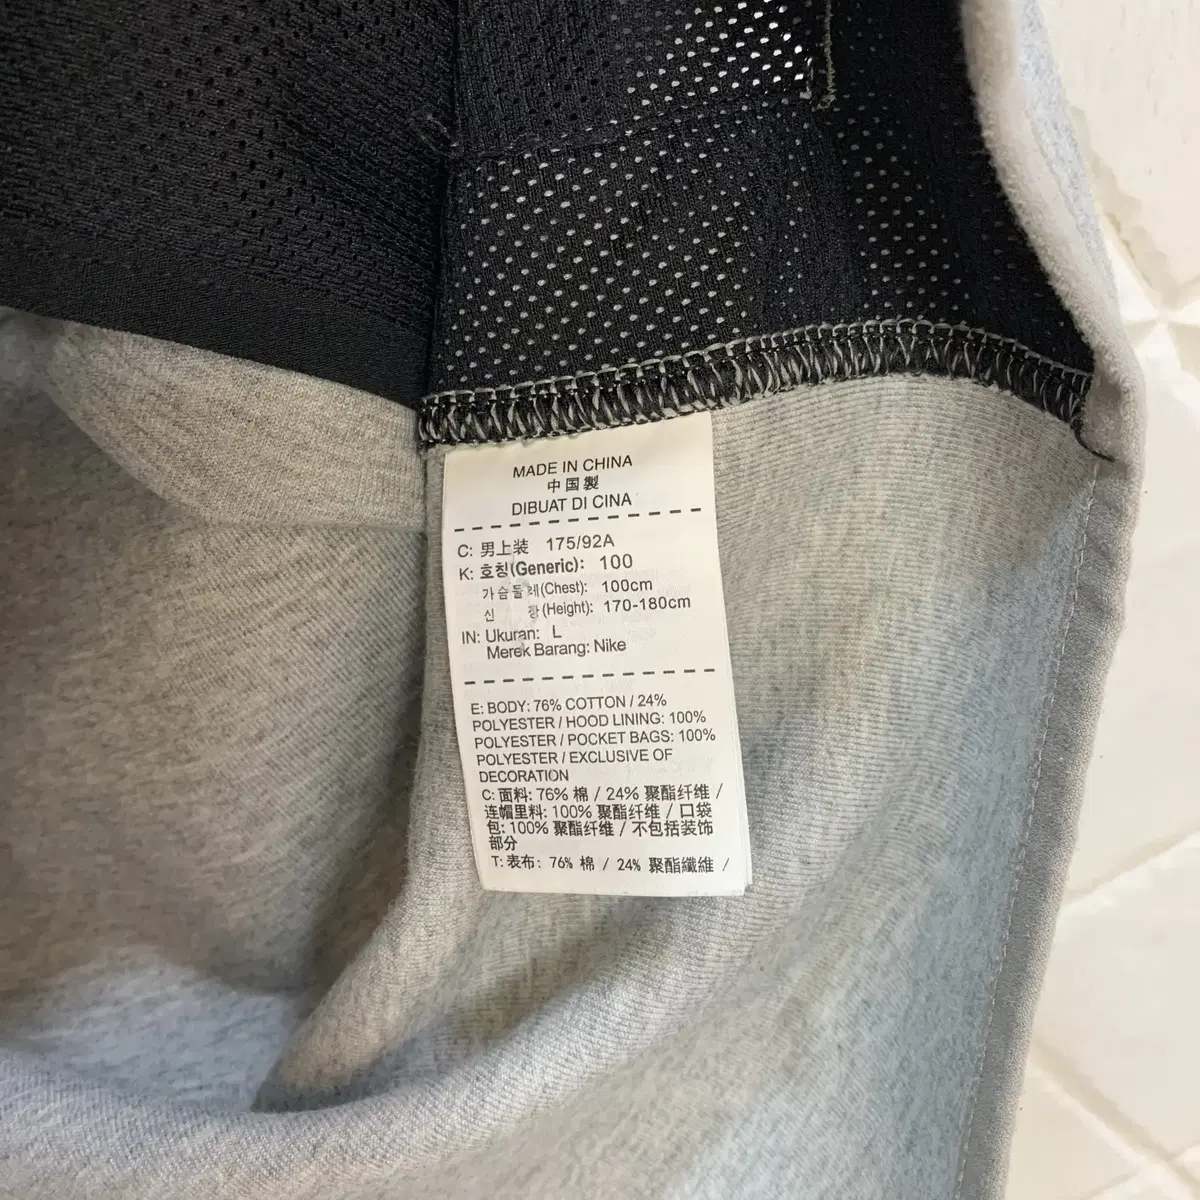 MADE IN CHINA
中国製
DIBUAT DI CINA
C: 男上装 175/92A
K: 호칭(Generic): 100
가슴둘레(Chest): 100cm
신 장(Height): 170-180cm
IN: Ukuran: L
Merek Barang: Nike
E: BODY: 76% COTTON / 24%
POLYESTER / HOOD LINING: 100%
POLYESTER / POCKET BAGS: 100%
POLYESTER / EXCLUSIVE OF
DECORATION
C: 面料: 76% 棉 / 24% 聚酯纤维 /
连帽里料: 100% 聚酯纤维 / 口袋
包: 100% 聚酯纤维 / 不包括装饰
部分
T: 表布: 76% 棉 / 24% 聚酯纖維 /